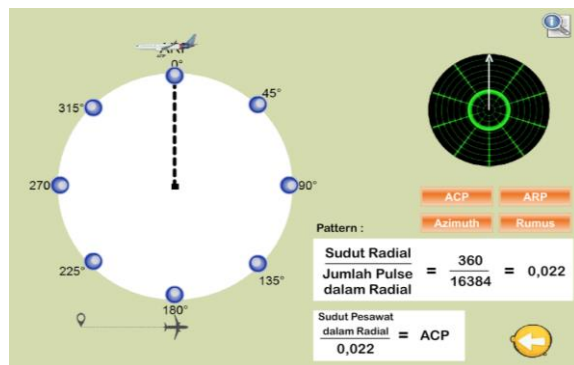 ARP
0°
45°
90°
135°
180°
225°
270
315°
ACP
ARP
Azimuth
Rumus
Pattern :
Sudut Radial
Jumlah Pulse
dalam Radial
=
360
16384
= 0,022
Sudut Pesawat
dalam Radial
0,022
= ACP